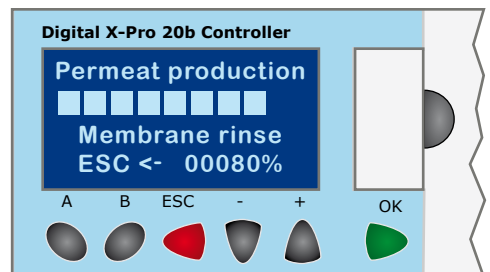 Digital X-Pro 20b Controller
Permeat production
Membrane rinse
ESC <- 00080%
A B ESC - + OK